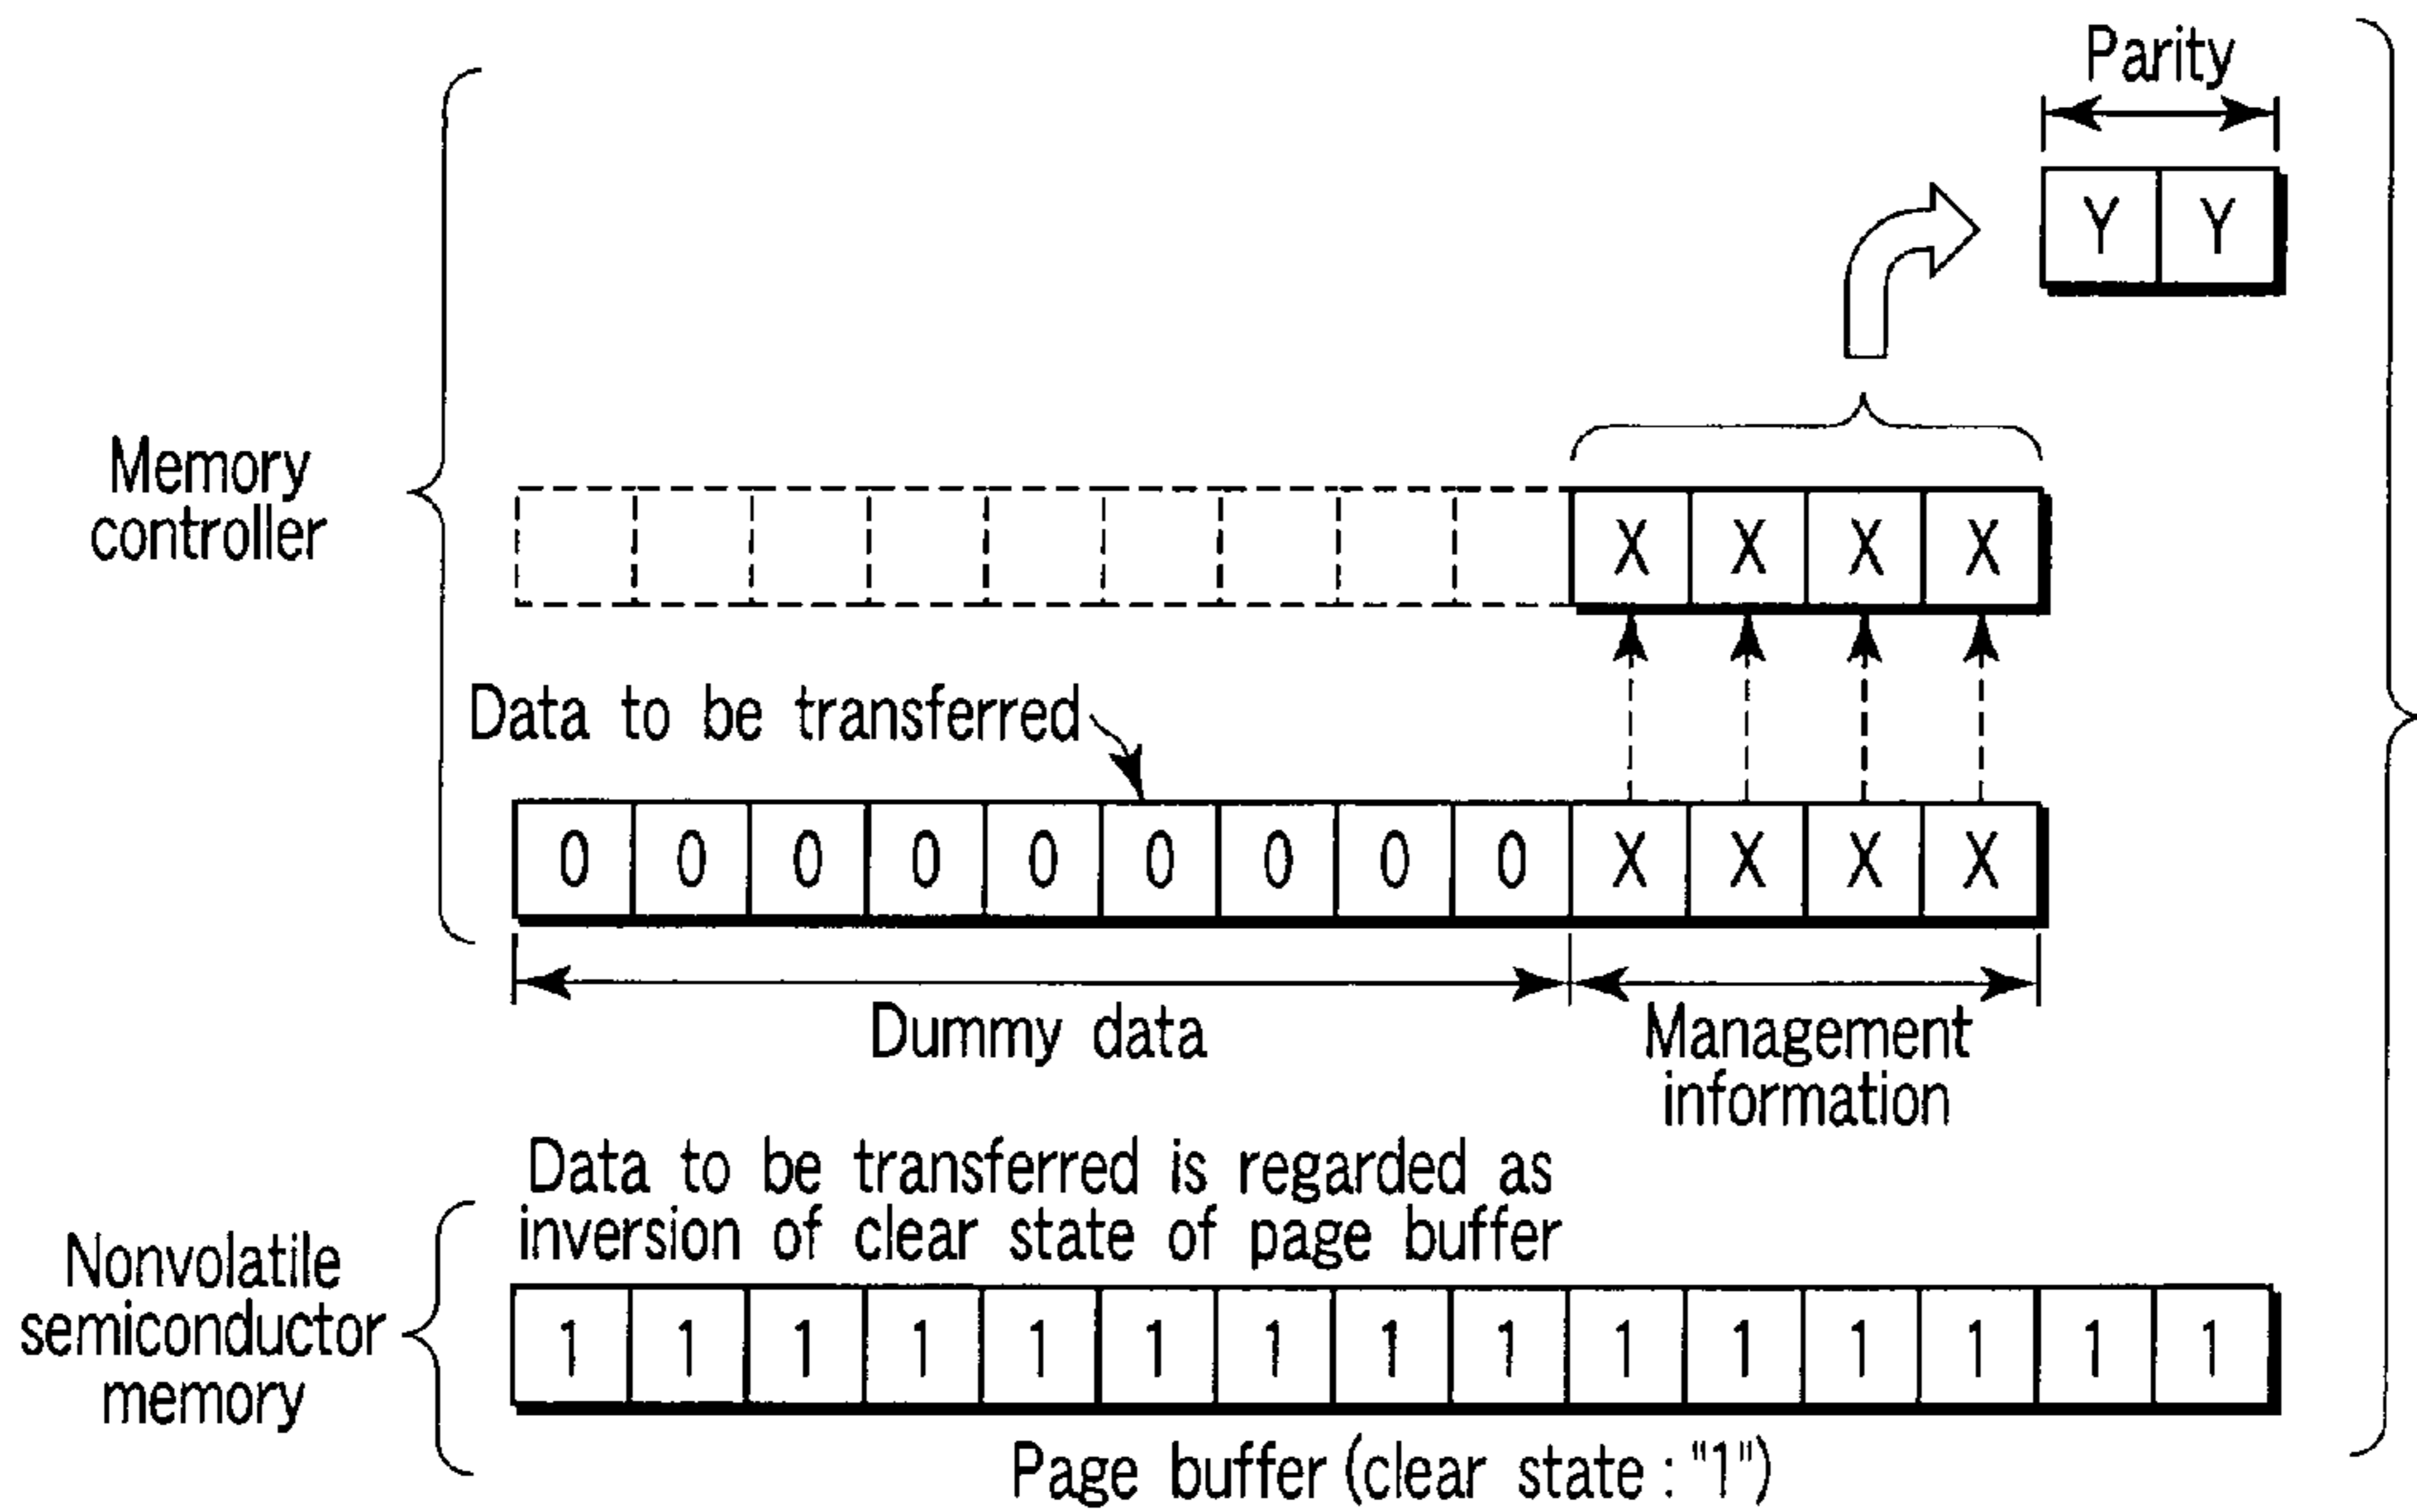 Parity
Y Y
Memory
controller
X X X X
Data to be transferred
0 0 0 0 0 0 0 0 0 X X X X
Dummy data
Management
information
Data to be transferred is regarded as
inversion of clear state of page buffer
Nonvolatile
semiconductor
memory
1 1 1 1 1 1 1 1 1 1 1 1 1 1 1
Page buffer (clear state : "1")